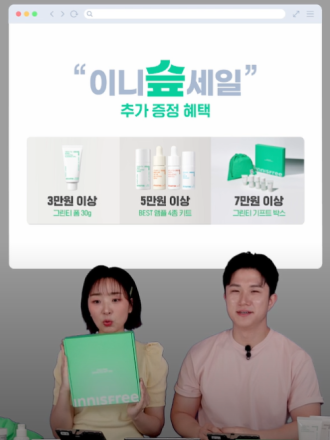 “이니숲세일”
추가 증정 혜택
3만원 이상
그린티 폼 30g
5만원 이상
BEST 앰플 4종 키트
7만원 이상
그린티 기프트 박스
innisfree